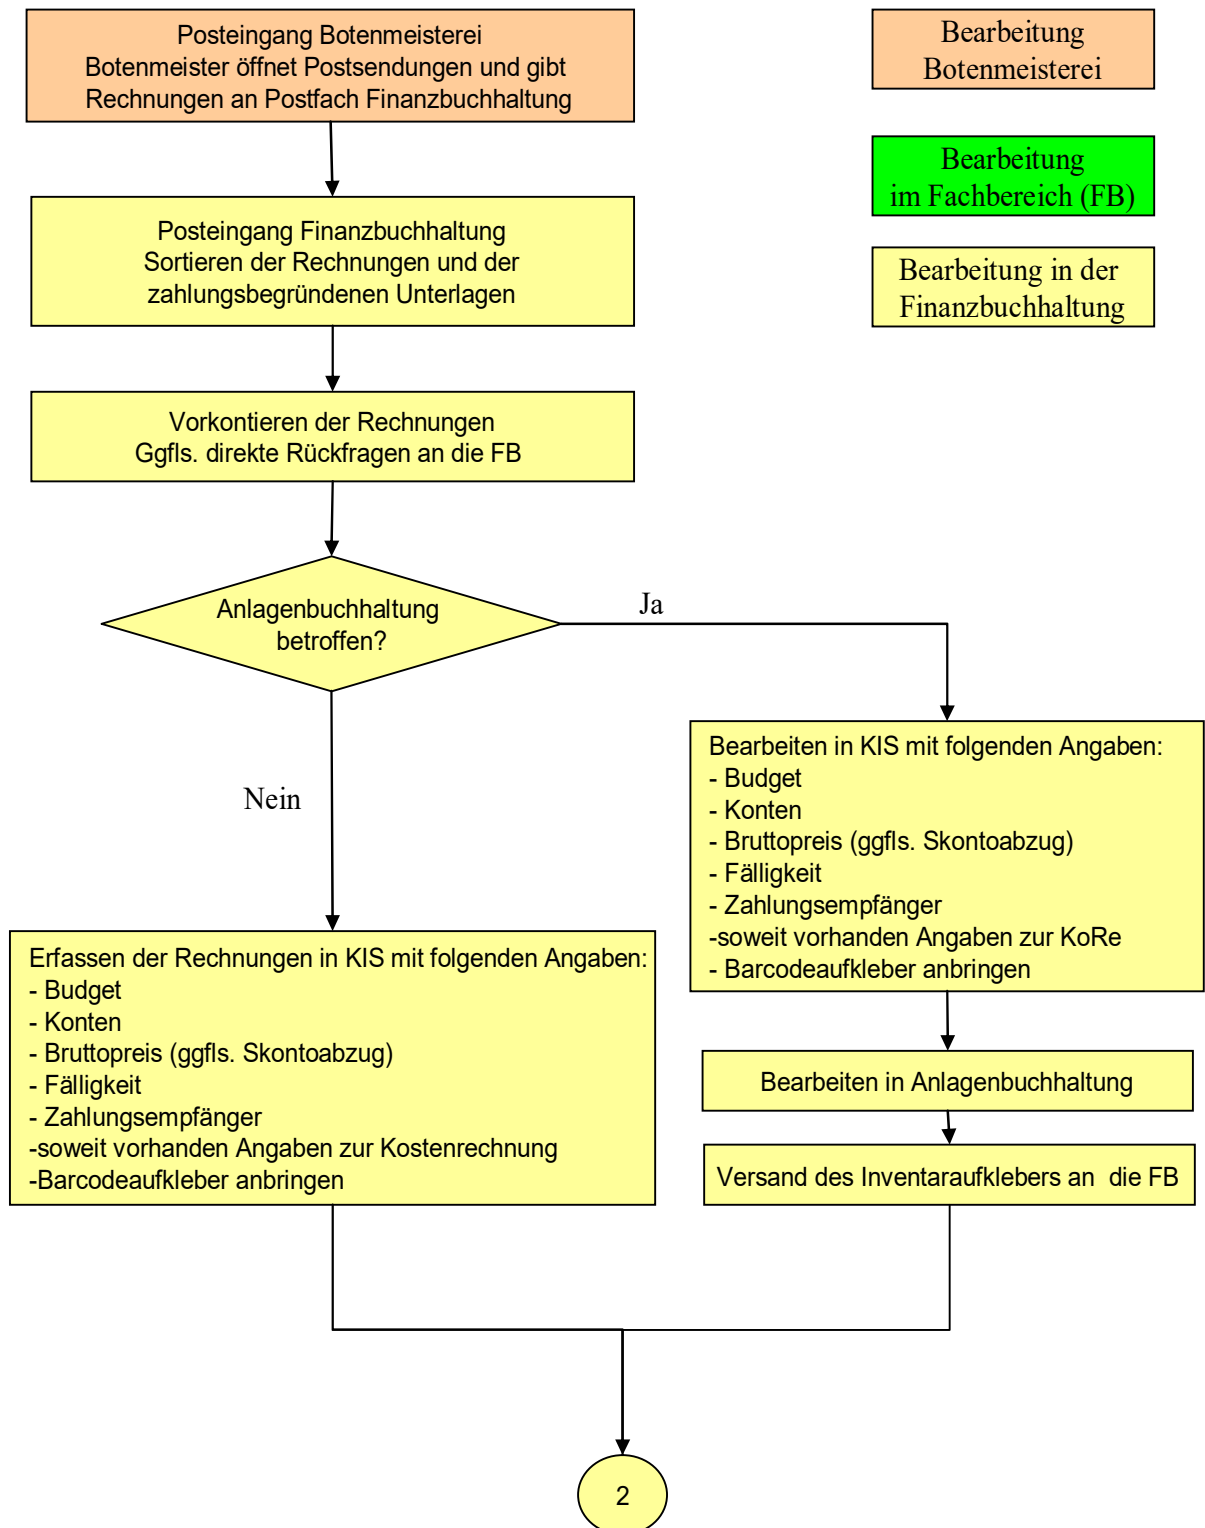 Posteingang Botenmeisterei
Botenmeister öffnet Postsendungen und gibt
Rechnungen an Postfach Finanzbuchhaltung
Bearbeitung
Botenmeisterei
Bearbeitung
im Fachbereich (FB)
Bearbeitung in der
Finanzbuchhaltung
Posteingang Finanzbuchhaltung
Sortieren der Rechnungen und der
zahlungsbegründenen Unterlagen
Vorkontieren der Rechnungen
Ggfls. direkte Rückfragen an die FB
Anlagenbuchhaltung
betroffen?
Ja
Nein
Bearbeiten in KIS mit folgenden Angaben:
- Budget
- Konten
- Bruttopreis (ggfls. Skontoabzug)
- Fälligkeit
- Zahlungsempfänger
-soweit vorhanden Angaben zur KoRe
- Barcodeaufkleber anbringen
Erfassen der Rechnungen in KIS mit folgenden Angaben:
- Budget
- Konten
- Bruttopreis (ggfls. Skontoabzug)
- Fälligkeit
- Zahlungsempfänger
-soweit vorhanden Angaben zur Kostenrechnung
-Barcodeaufkleber anbringen
Bearbeiten in Anlagenbuchhaltung
Versand des Inventaraufklebers an  die FB
2